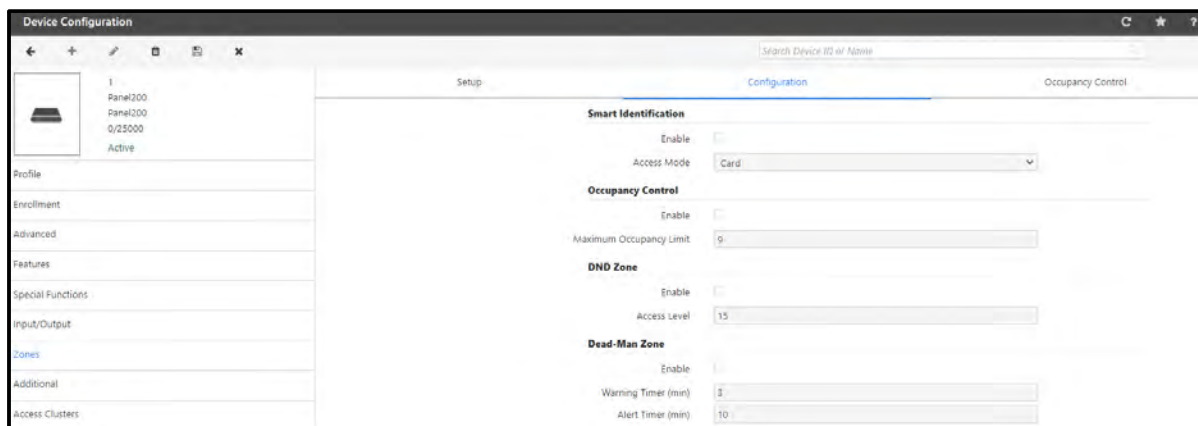 Device Configuration
?
Search Device ID or Name
1
Panel200
Panel200
0/25000
Active
Profile
Enrollment
Advanced
Features
Special Functions
Input/Output
Zones
Additional
Access Clusters
Setup
Configuration
Occupancy Control
Smart Identification
Enable
Access Mode
Card
Occupancy Control
Enable
Maximum Occupancy Limit
9
DND Zone
Enable
Access Level
15
Dead-Man Zone
Enable
Warning Timer (min)
Alert Timer (min)
10